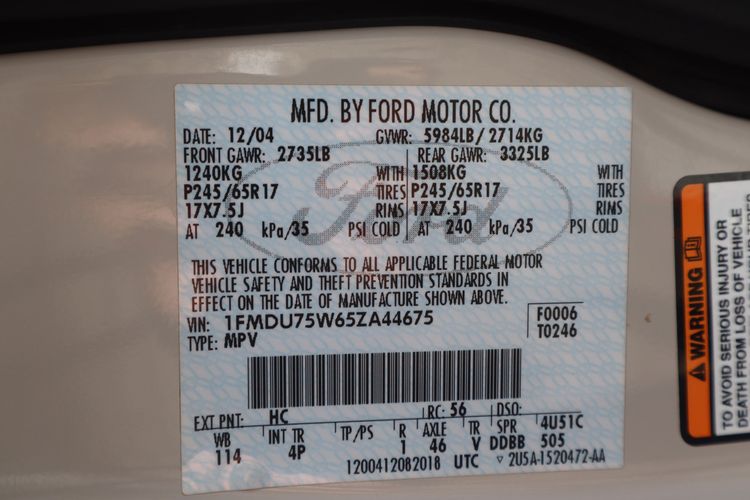 MFD. BY FORD MOTOR CO.
DATE: 12/04 GVWR: 5984LB/ 2714KG
FRONT GAWR: 2735LB REAR GAWR: 3325LB
1240KG WITH 1508KG WITH
P245/65R17 TIRES P245/65R17 TIRES
17X7.5J RIMS 17X7.5J RIMS
AT 240 kPa/35 PSI COLD AT 240 kPa/35 PSI COLD
Ford
THIS VEHICLE CONFORMS TO ALL APPLICABLE FEDERAL MOTOR
VEHICLE SAFETY AND THEFT PREVENTION STANDARDS IN
EFFECT ON THE DATE OF MANUFACTURE SHOWN ABOVE.
VIN: 1FMDU75W65ZA44675 F0006
TYPE: MPV T0246
EXT PNT: HC RC: 56 DSO:
WB INT TR TP/PS R AXLE TR SPR 4U51C
114 4P 1 46 V DDBB 505
1200412082018 UTC ▽ 2U5A-1520472-AA
⚠ WARNING
TO AVOID SERIOUS INJURY OR
DEATH FROM LOSS OF VEHICLE